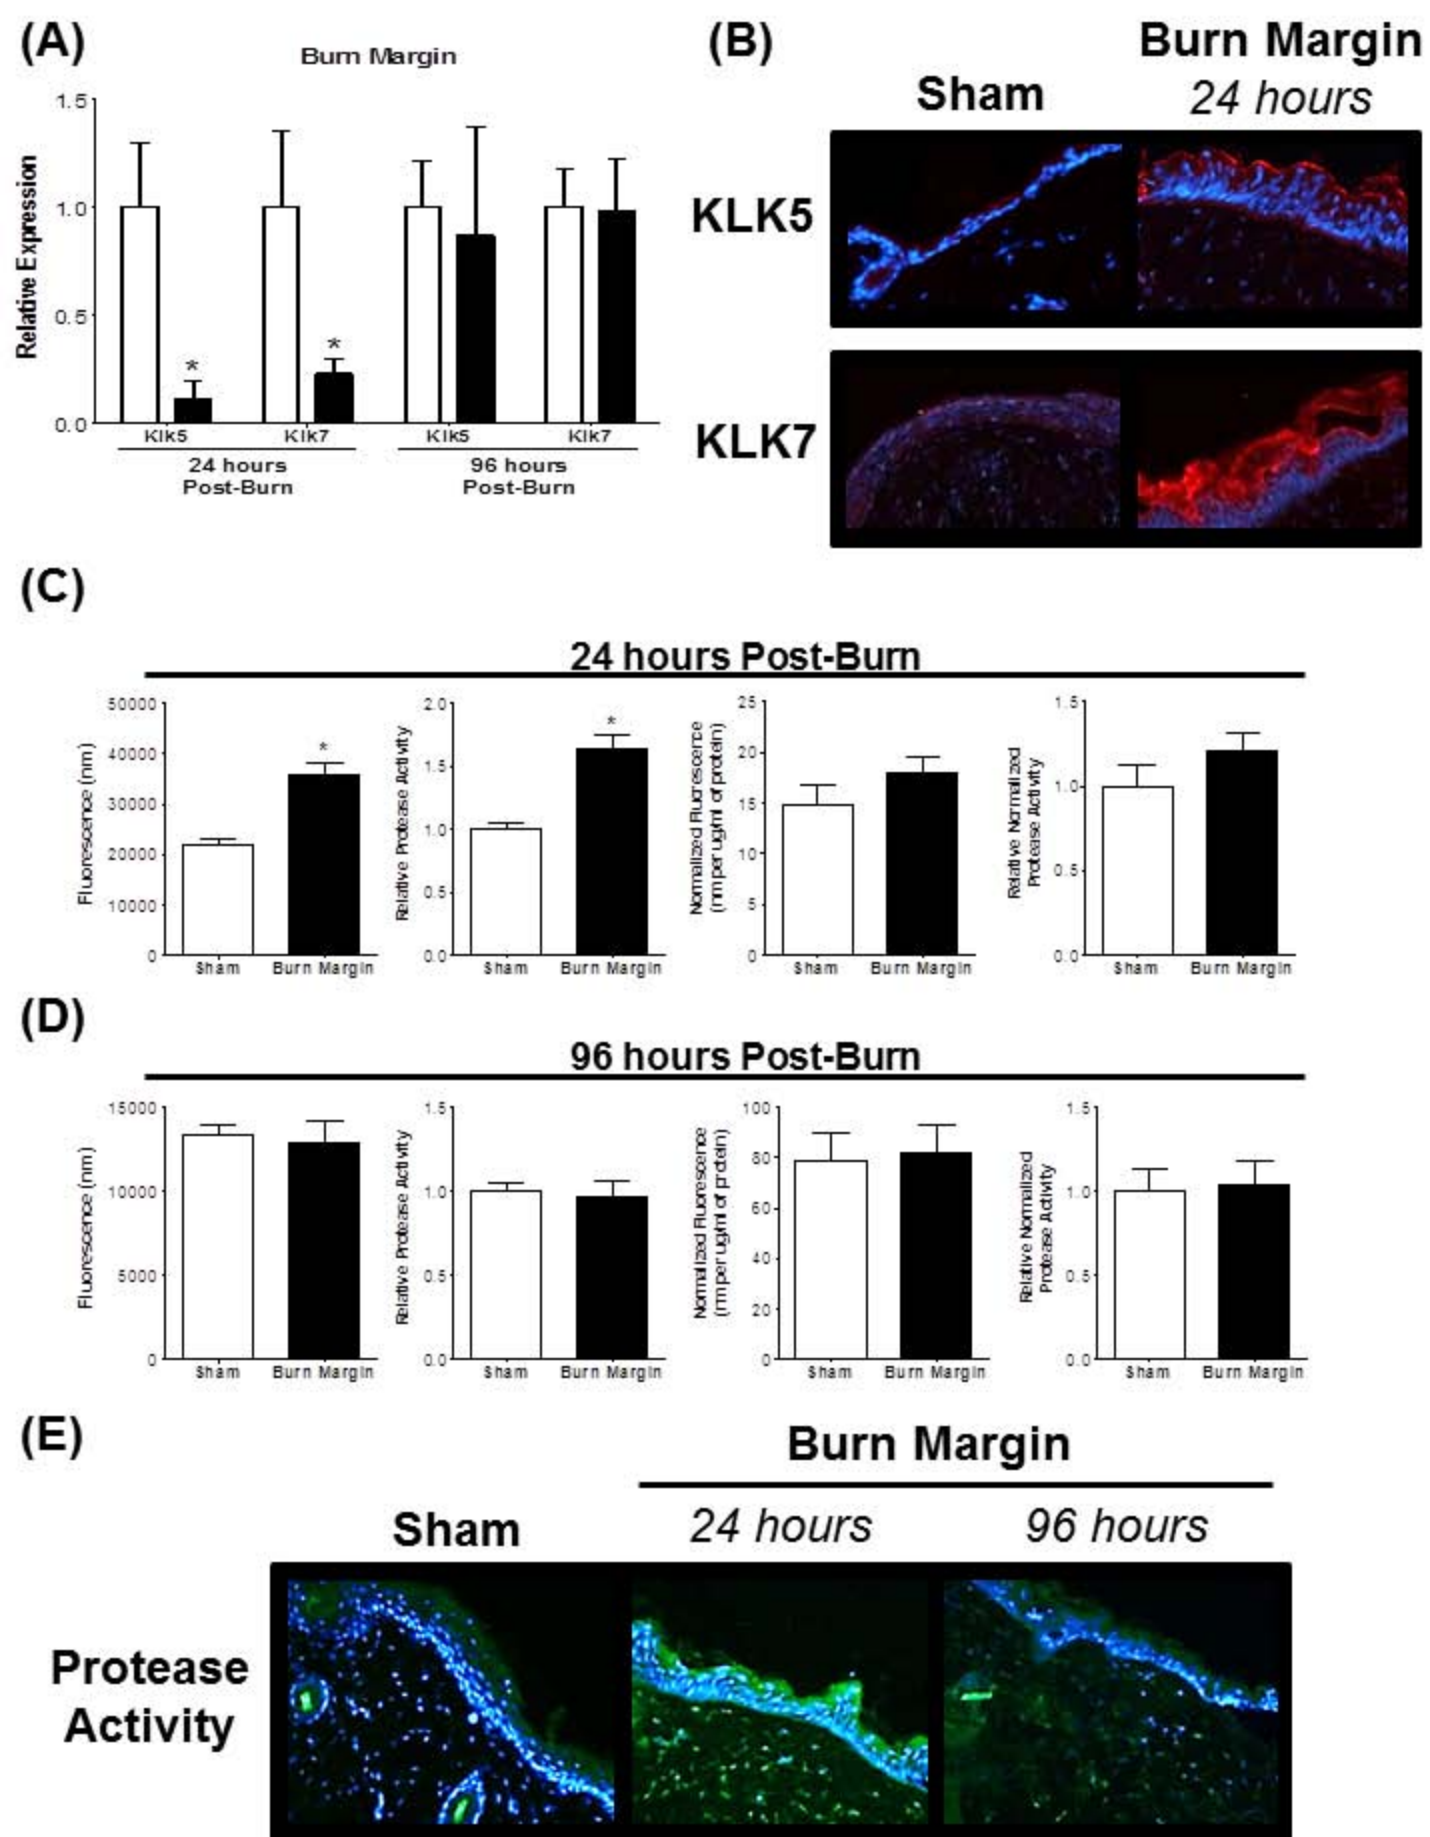 (A)
Burn Margin
Relative Expression
1.5
1.0
0.5
0.0
*
*
Klk5
Klk7
Klk5
Klk7
24 hours
Post-Burn
96 hours
Post-Burn
(B)
Sham
Burn Margin
24 hours
KLK5
KLK7
(C)
24 hours Post-Burn
Fluorescence (nm)
50000
40000
30000
20000
10000
0
*
Sham
Burn Margin
Relative Protease Activity
2.0
1.5
1.0
0.5
0.0
*
Sham
Burn Margin
Normalized Flucrescence
(nm per ug/ml of protein)
25
20
15
10
5
0
Sham
Burn Margin
Relative Normalized
Protease Activity
1.5
1.0
0.5
0.0
Sham
Burn Margin
(D)
96 hours Post-Burn
Fluorescence (nm)
15000
10000
5000
0
Sham
Burn Margin
Relative Protease Activity
1.5
1.0
0.5
0.0
Sham
Burn Margin
Normalized Fluorescence
(nm per ug/ml of protein)
100
80
60
40
20
0
Sham
Burn Margin
Relative Normalized
Protease Activity
1.5
1.0
0.5
0.0
Sham
Burn Margin
(E)
Burn Margin
Sham
24 hours
96 hours
Protease
Activity